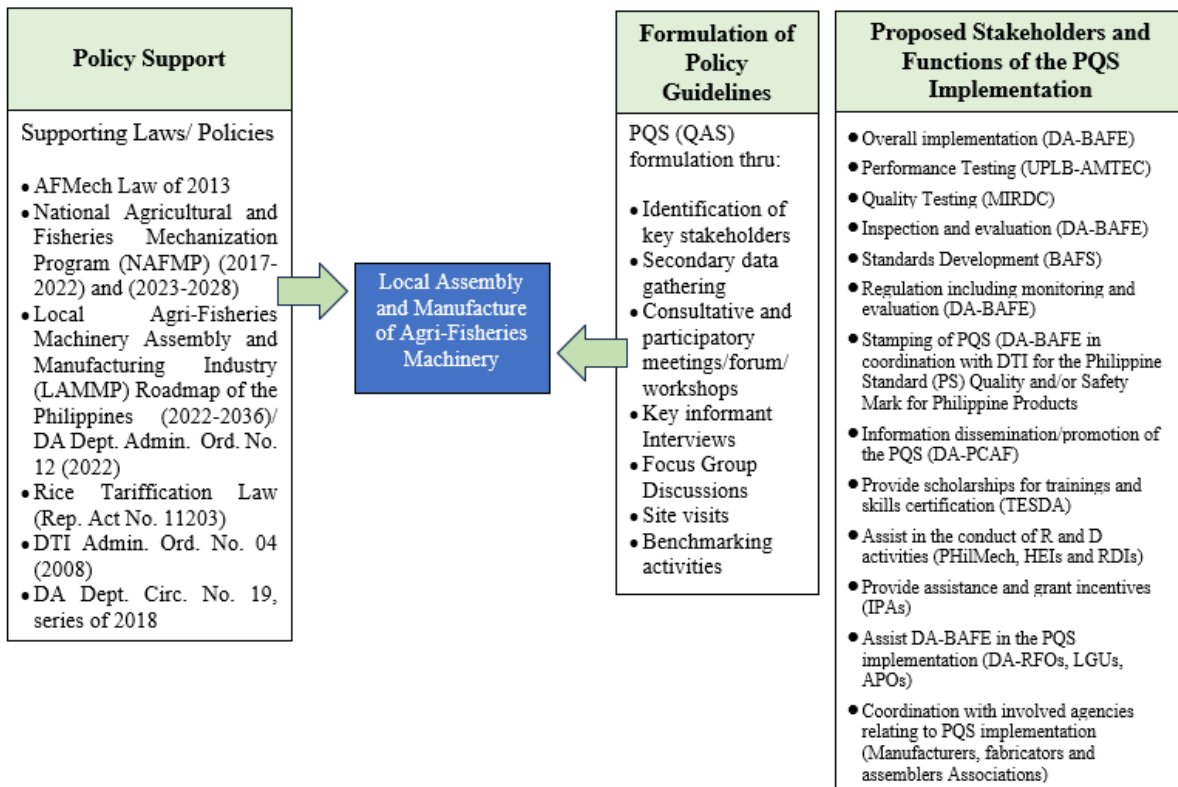 Policy Support
Supporting Laws/ Policies
• AFMech Law of 2013
• National Agricultural and
Fisheries Mechanization
Program (NAFMP) (2017-
2022) and (2023-2028)
• Local Agri-Fisheries
Machinery Assembly and
Manufacturing Industry
(LAMMP) Roadmap of the
Philippines (2022-2036)/
DA Dept. Admin. Ord. No.
12 (2022)
• Rice Tariffication Law
(Rep. Act No. 11203)
• DTI Admin. Ord. No. 04
(2008)
• DA Dept. Circ. No. 19,
series of 2018
Local Assembly
and Manufacture
of Agri-Fisheries
Machinery
Formulation of
Policy
Guidelines
PQS (QAS)
formulation thru:
• Identification of
key stakeholders
• Secondary data
gathering
• Consultative and
participatory
meetings/forum/
workshops
• Key informant
Interviews
• Focus Group
Discussions
• Site visits
• Benchmarking
activities
Proposed Stakeholders and
Functions of the PQS
Implementation
• Overall implementation (DA-BAFE)
• Performance Testing (UPLB-AMTEC)
• Quality Testing (MIRDC)
• Inspection and evaluation (DA-BAFE)
• Standards Development (BAFS)
• Regulation including monitoring and
evaluation (DA-BAFE)
• Stamping of PQS (DA-BAFE in
coordination with DTI for the Philippine
Standard (PS) Quality and/or Safety
Mark for Philippine Products
• Information dissemination/promotion of
the PQS (DA-PCAF)
• Provide scholarships for trainings and
skills certification (TESDA)
• Assist in the conduct of R and D
activities (PHilMech, HEIs and RDIs)
• Provide assistance and grant incentives
(IPAs)
• Assist DA-BAFE in the PQS
implementation (DA-RFOs, LGUs,
APOs)
• Coordination with involved agencies
relating to PQS implementation
(Manufacturers, fabricators and
assemblers Associations)